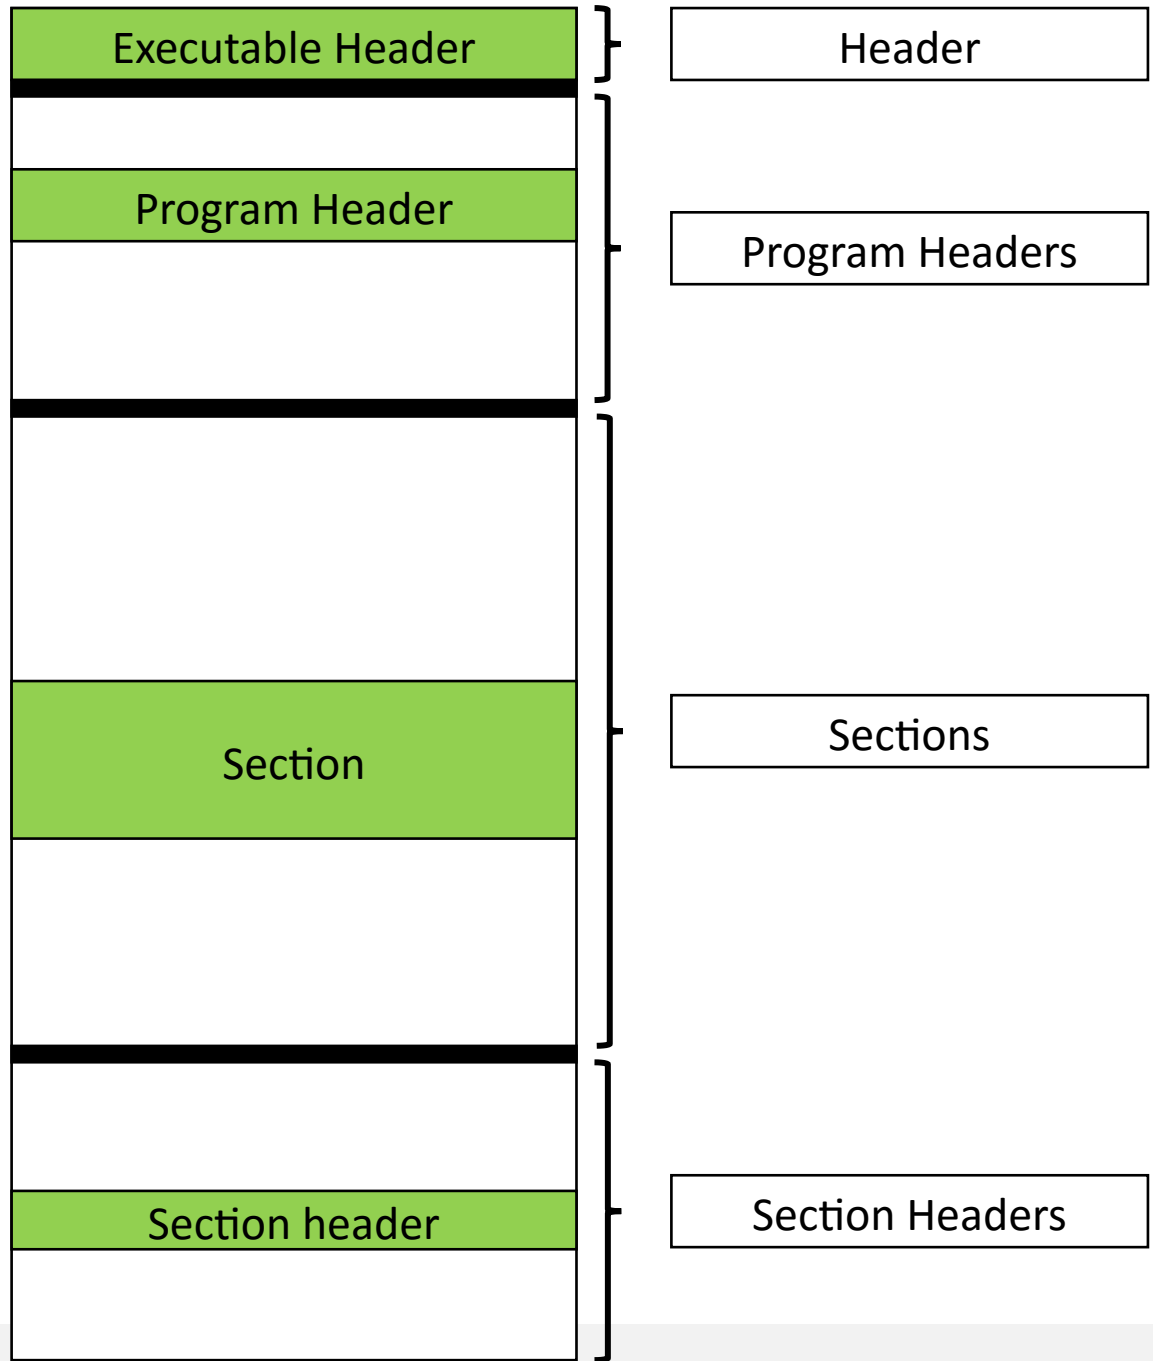 Executable Header
Header
Program Header
Program Headers
Section
Sections
Section header
Section Headers